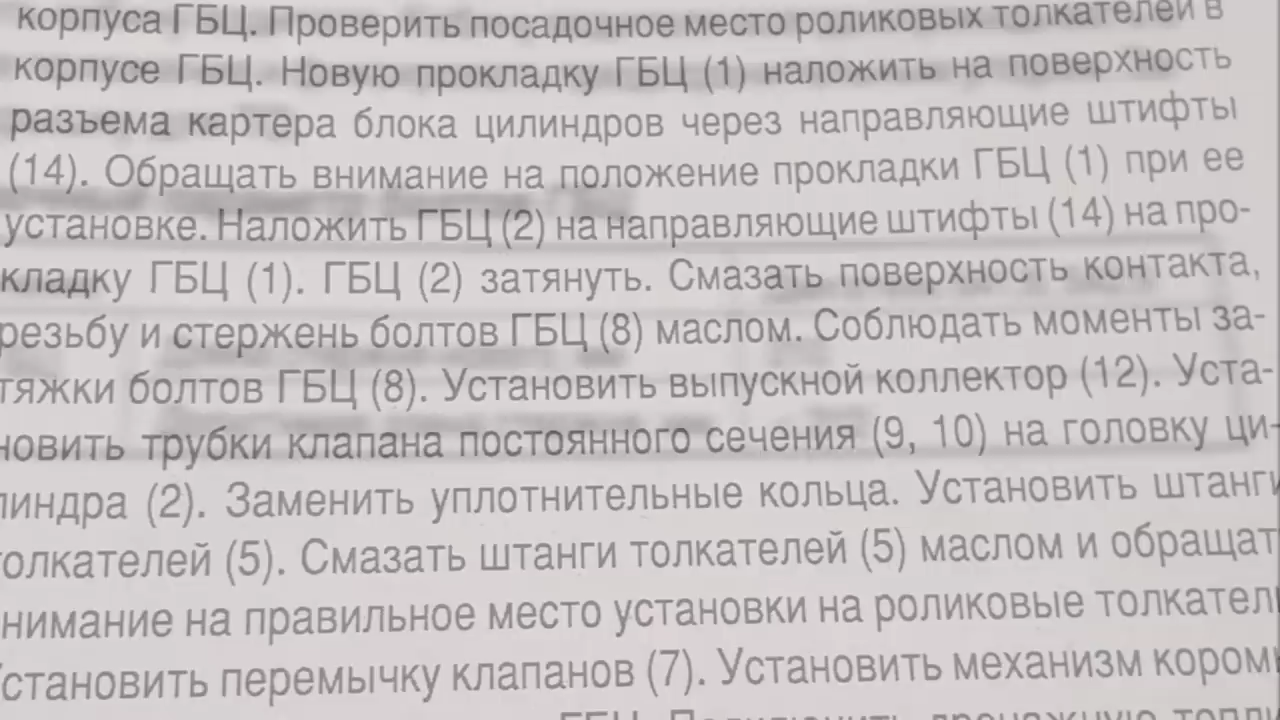 корпуса ГБЦ. Проверить посадочное место роликовых толкателей в
корпусе ГБЦ. Новую прокладку ГБЦ (1) наложить на поверхность
разъема картера блока цилиндров через направляющие штифты
(14). Обращать внимание на положение прокладки ГБЦ (1) при ее
установке. Наложить ГБЦ (2) на направляющие штифты (14) на про-
кладку ГБЦ (1). ГБЦ (2) затянуть. Смазать поверхность контакта,
резьбу и стержень болтов ГБЦ (8) маслом. Соблюдать моменты за-
тяжки болтов ГБЦ (8). Установить выпускной коллектор (12). Уста-
новить трубки клапана постоянного сечения (9, 10) на головку ци-
линдра (2). Заменить уплотнительные кольца. Установить штанги
олкателей (5). Смазать штанги толкателей (5) маслом и обращат
нимание на правильное место установки на роликовые толкател
становить перемычку клапанов (7). Установить механизм кором